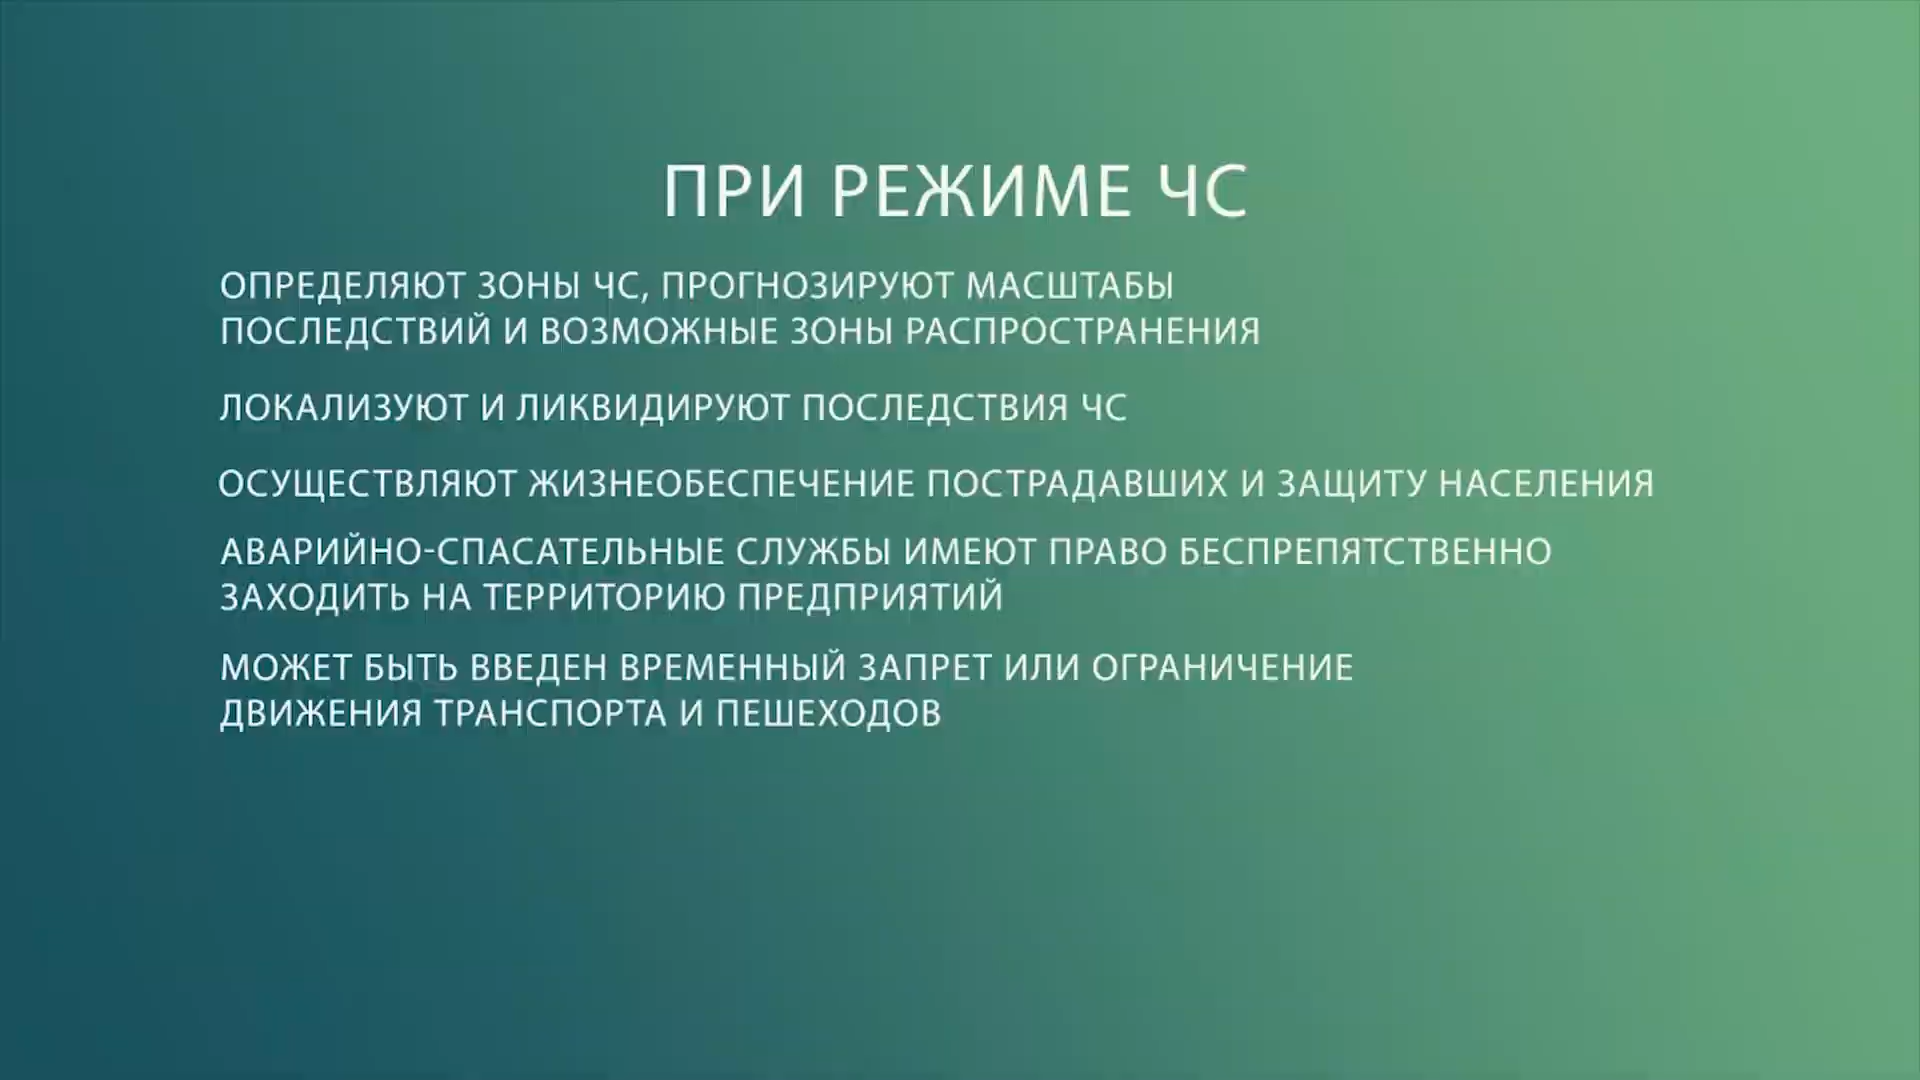 ПРИ РЕЖИМЕ ЧС
ОПРЕДЕЛЯЮТ ЗОНЫ ЧС, ПРОГНОЗИРУЮТ МАСШТАБЫ
ПОСЛЕДСТВИЙ И ВОЗМОЖНЫЕ ЗОНЫ РАСПРОСТРАНЕНИЯ
ЛОКАЛИЗУЮТ И ЛИКВИДИРУЮТ ПОСЛЕДСТВИЯ ЧС
ОСУЩЕСТВЛЯЮТ ЖИЗНЕОБЕСПЕЧЕНИЕ ПОСТРАДАВШИХ И ЗАЩИТУ НАСЕЛЕНИЯ
АВАРИЙНО-СПАСАТЕЛЬНЫЕ СЛУЖБЫ ИМЕЮТ ПРАВО БЕСПРЕПЯТСТВЕННО
ЗАХОДИТЬ НА ТЕРРИТОРИЮ ПРЕДПРИЯТИЙ
МОЖЕТ БЫТЬ ВВЕДЕН ВРЕМЕННЫЙ ЗАПРЕТ ИЛИ ОГРАНИЧЕНИЕ
ДВИЖЕНИЯ ТРАНСПОРТА И ПЕШЕХОДОВ